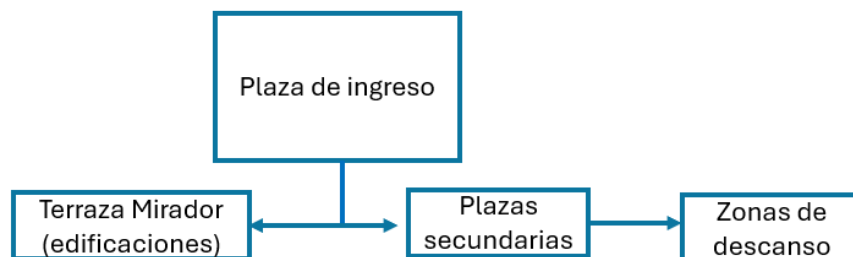 Plaza de ingreso
Terraza Mirador
(edificaciones)
Plazas
secundarias
Zonas de
descanso